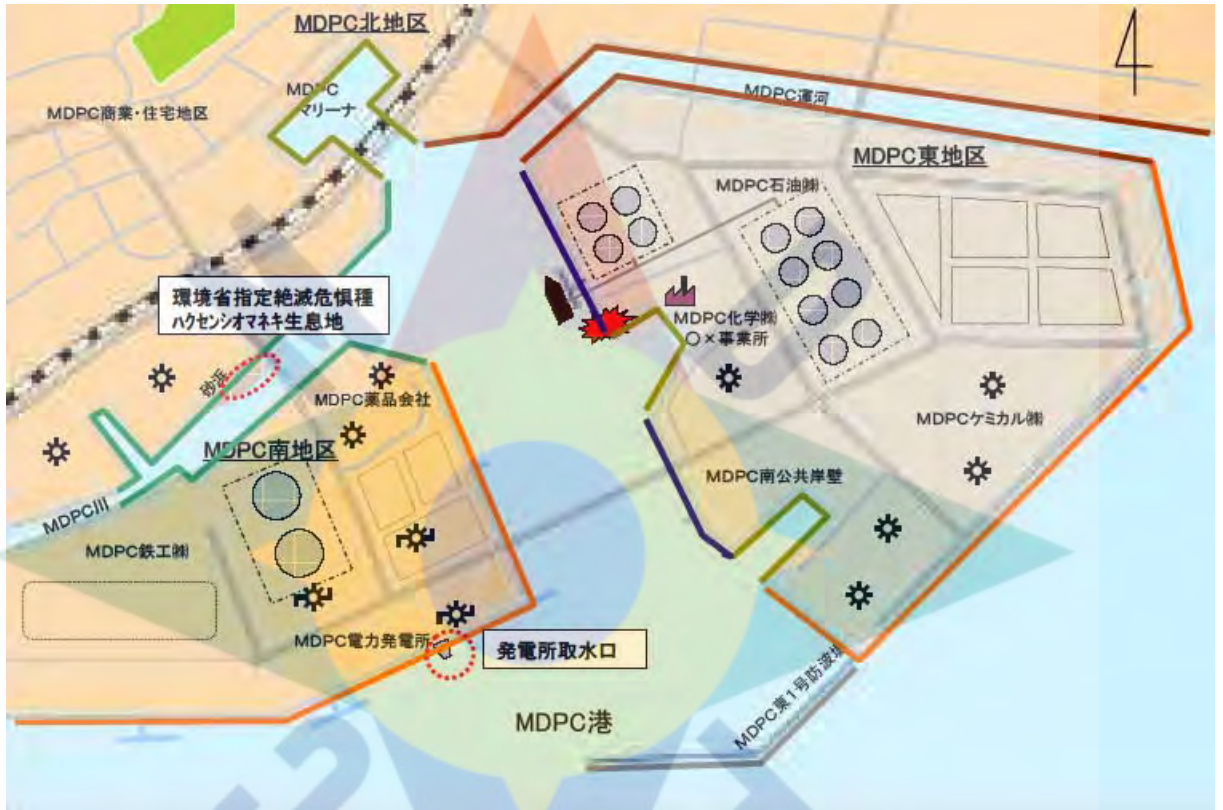 MDPC北地区
MDPC
マリーナ
MDPC商業・住宅地区
MDPC運河
MDPC東地区
MDPC石油㈱
環境省指定絶滅危惧種
ハクセンシオマネキ生息地
MDPC化学㈱
〇×事業所
砂浜
MDPC薬品会社
MDPCケミカル㈱
MDPC南地区
MDPC南公共岸壁
MDPC川
MDPC鉄工㈱
MDPC電力発電所
発電所取水口
MDPC港
MDPC東1号防波堤